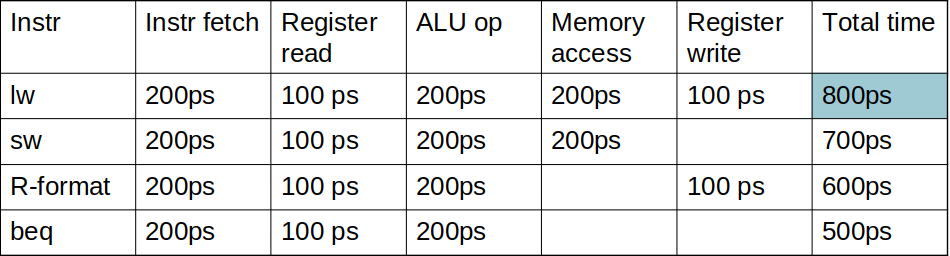 Instr Instr fetch Register read ALU op Memory access Register write Total time
lw 200ps 100 ps 200ps 200ps 100 ps 800ps
sw 200ps 100 ps 200ps 200ps 700ps
R-format 200ps 100 ps 200ps 100 ps 600ps
beq 200ps 100 ps 200ps 500ps